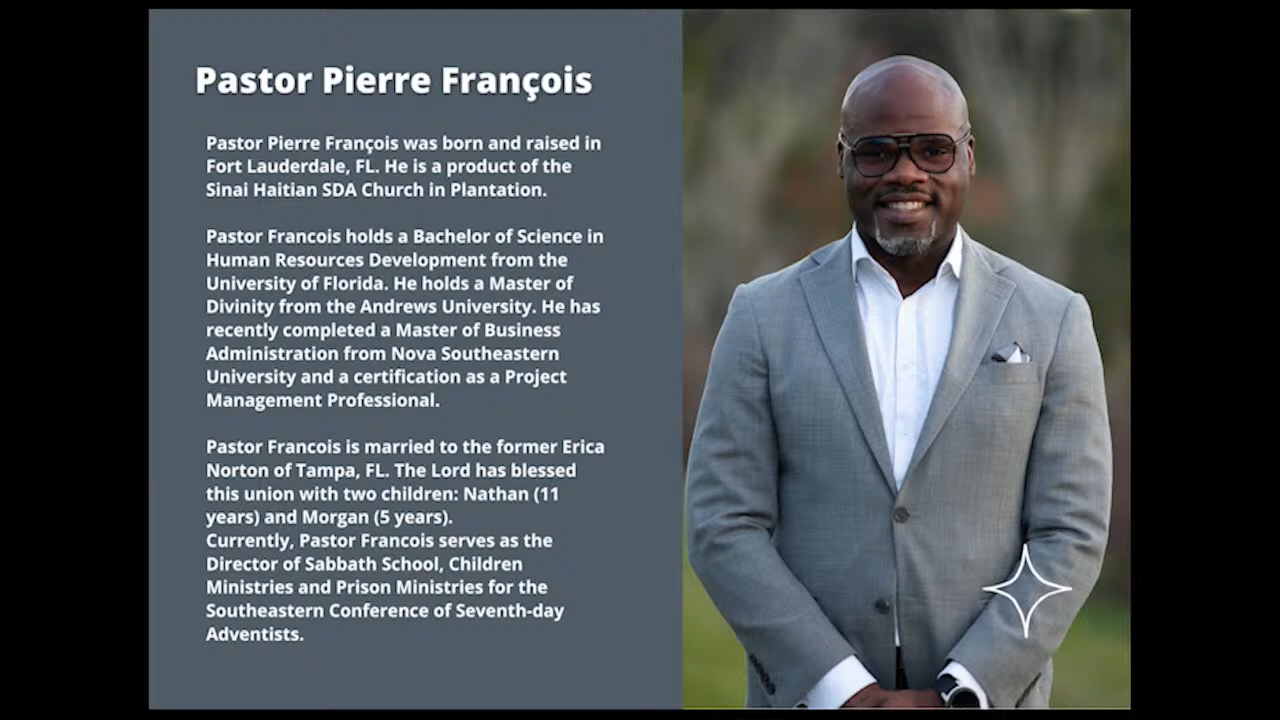 Pastor Pierre François
Pastor Pierre François was born and raised in
Fort Lauderdale, FL. He is a product of the
Sinai Haitian SDA Church in Plantation.
Pastor Francois holds a Bachelor of Science in
Human Resources Development from the
University of Florida. He holds a Master of
Divinity from the Andrews University. He has
recently completed a Master of Business
Administration from Nova Southeastern
University and a certification as a Project
Management Professional.
Pastor Francois is married to the former Erica
Norton of Tampa, FL. The Lord has blessed
this union with two children: Nathan (11
years) and Morgan (5 years).
Currently, Pastor Francois serves as the
Director of Sabbath School, Children
Ministries and Prison Ministries for the
Southeastern Conference of Seventh-day
Adventists.